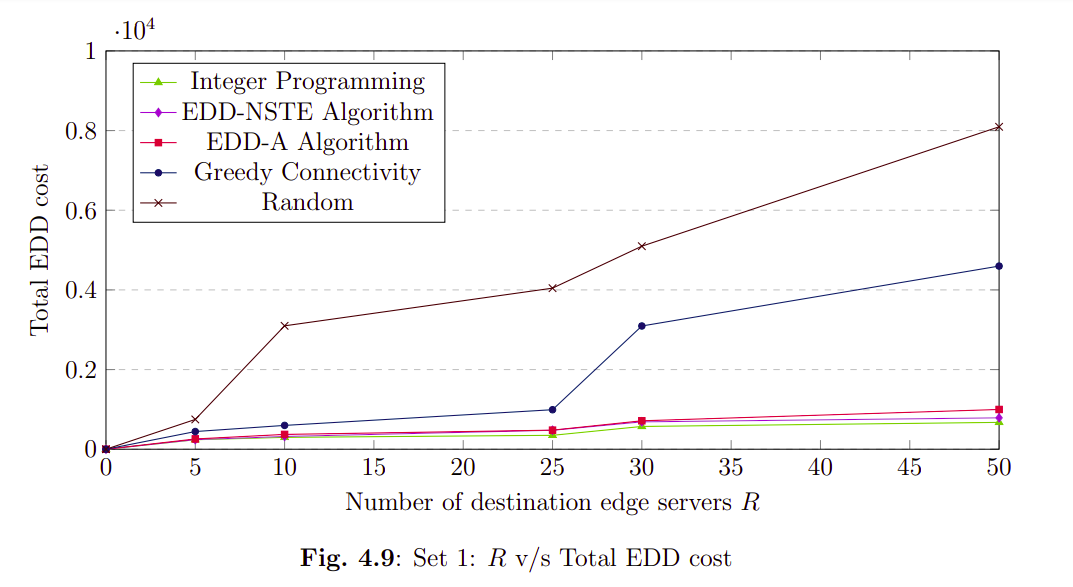 ·10⁴
1
0.8
0.6
0.4
0.2
0
Total EDD cost
Integer Programming
EDD-NSTE Algorithm
EDD-A Algorithm
Greedy Connectivity
Random
0 5 10 15 20 25 30 35 40 45 50
Number of destination edge servers R
Fig. 4.9: Set 1: R v/s Total EDD cost